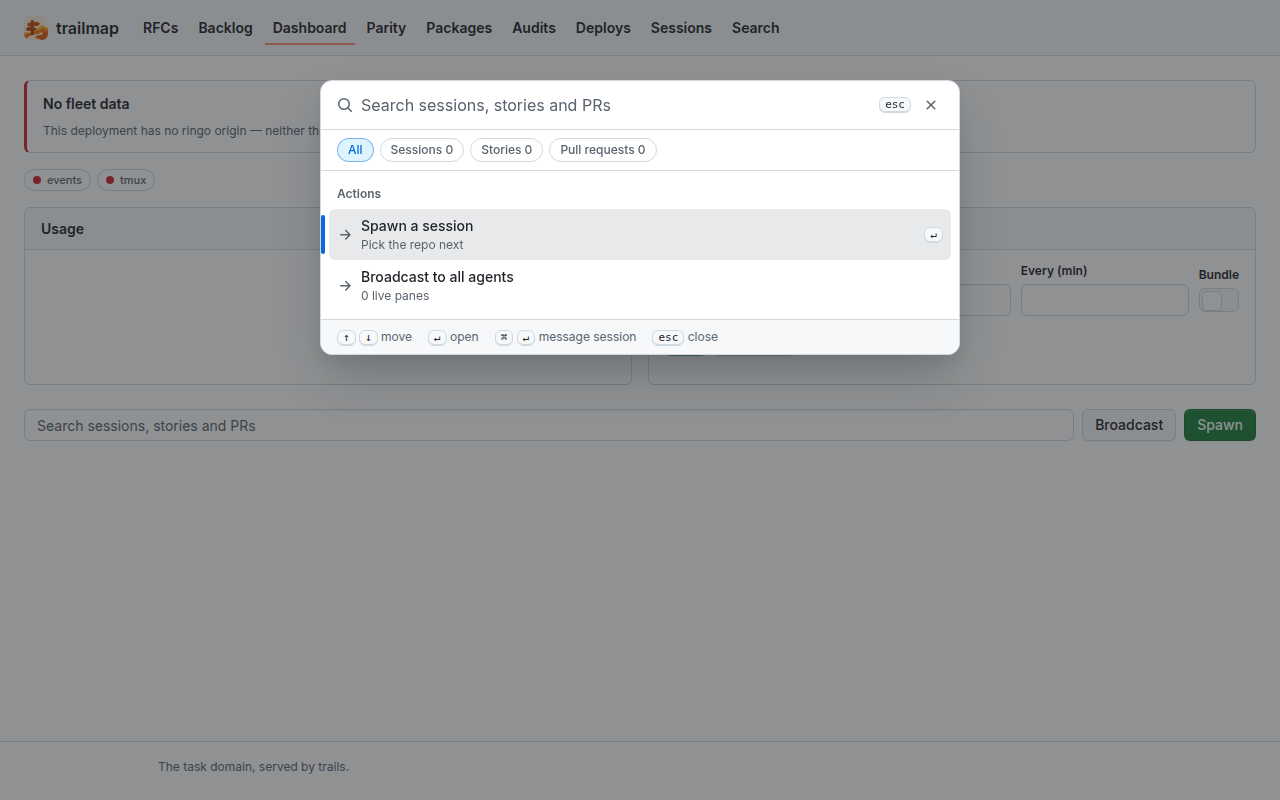 trailmap RFCs Backlog Dashboard Parity Packages Audits Deploys Sessions Search
No fleet data
This deployment has no ringo origin — neither th
events tmux
Usage
Search sessions, stories and PRs esc
All Sessions 0 Stories 0 Pull requests 0
Actions
Spawn a session
Pick the repo next
Broadcast to all agents
0 live panes
↑ ↓ move ↵ open ⌘ ↵ message session esc close
Every (min) Bundle
Search sessions, stories and PRs Broadcast Spawn
The task domain, served by trails.